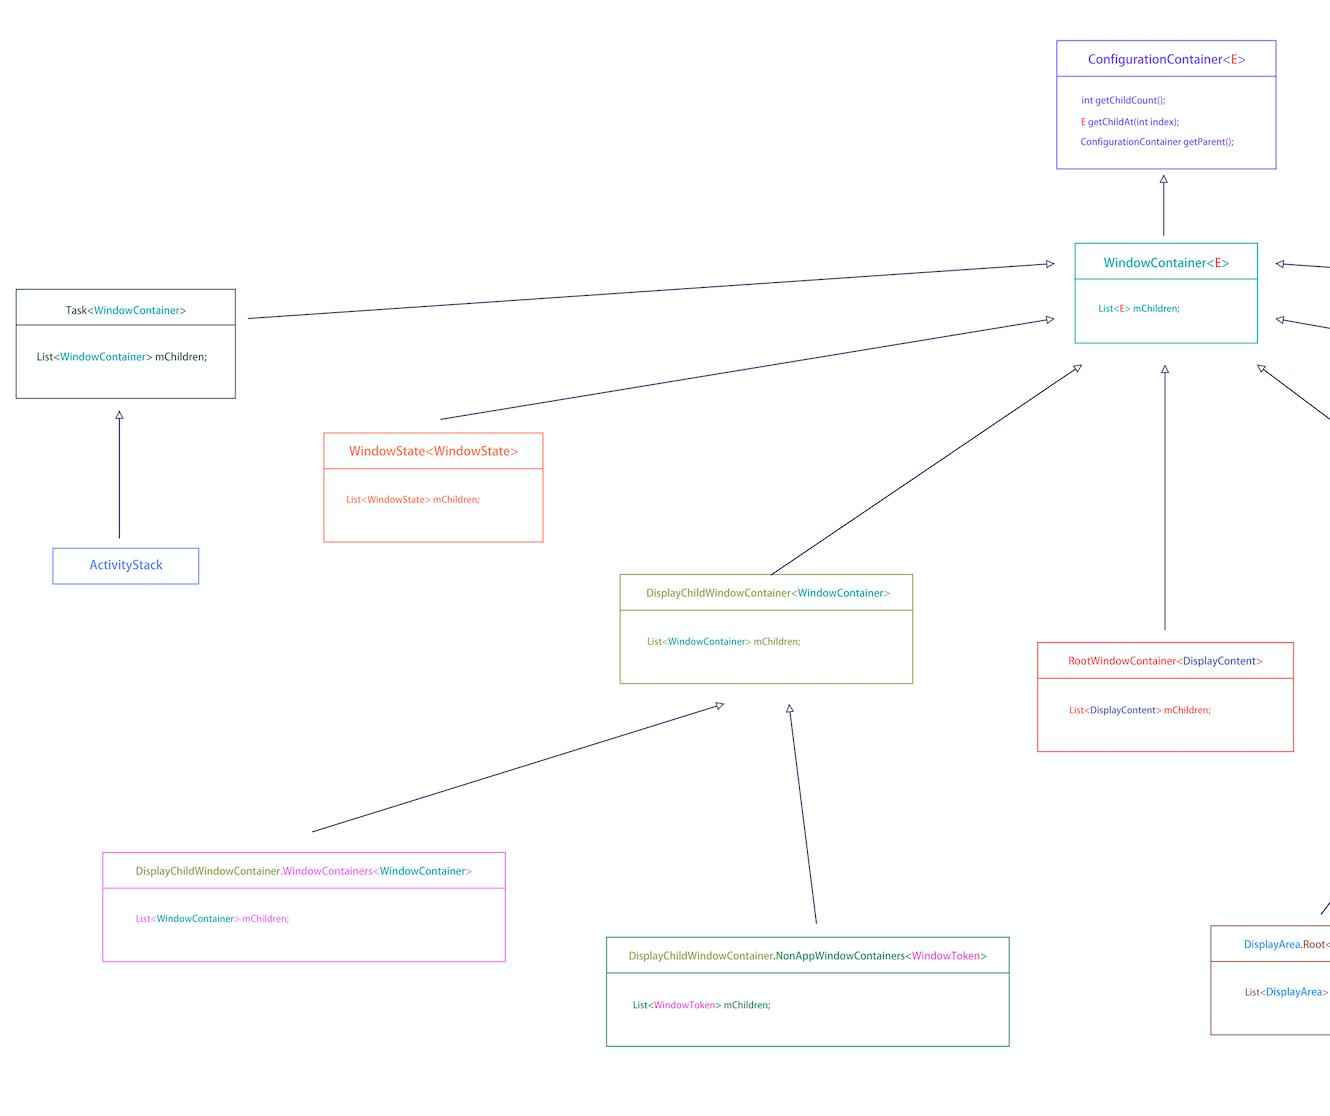 ConfigurationContainer<E>
int getChildCount();
E getChildAt(int index);
ConfigurationContainer getParent();
WindowContainer<E>
List<E> mChildren;
Task<WindowContainer>
List<WindowContainer> mChildren;
WindowState<WindowState>
List<WindowState> mChildren;
ActivityStack
DisplayChildWindowContainer<WindowContainer>
List<WindowContainer> mChildren;
RootWindowContainer<DisplayContent>
List<DisplayContent> mChildren;
DisplayChildWindowContainer.WindowContainers<WindowContainer>
List<WindowContainer> mChildren;
DisplayChildWindowContainer.NonAppWindowContainers<WindowToken>
List<WindowToken> mChildren;
DisplayArea.Root<
List<DisplayArea>